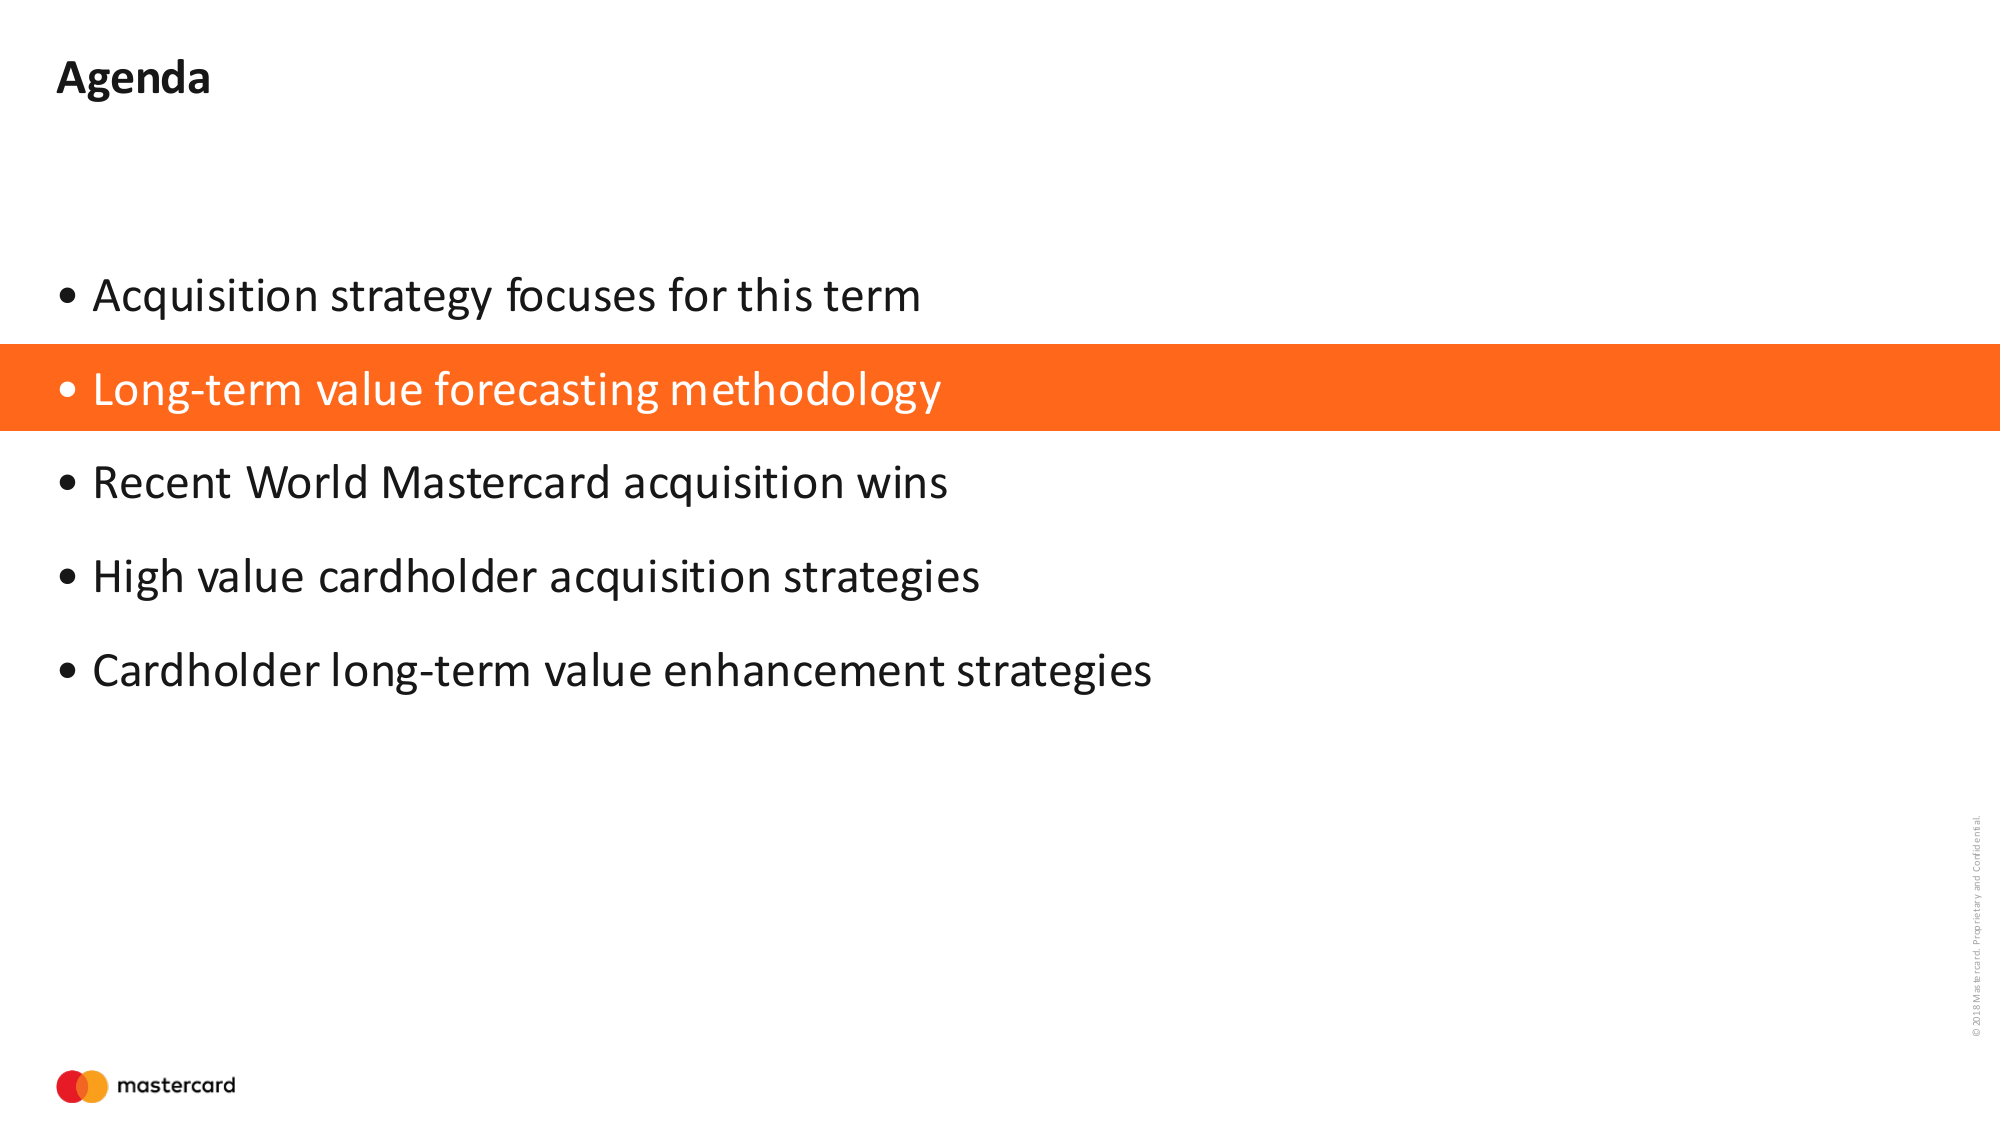 Agenda
• Acquisition strategy focuses for this term
• Long-term value forecasting methodology
• Recent World Mastercard acquisition wins
• High value cardholder acquisition strategies
• Cardholder long-term value enhancement strategies
© 2018 Mastercard. Proprietary and Confidential.
mastercard